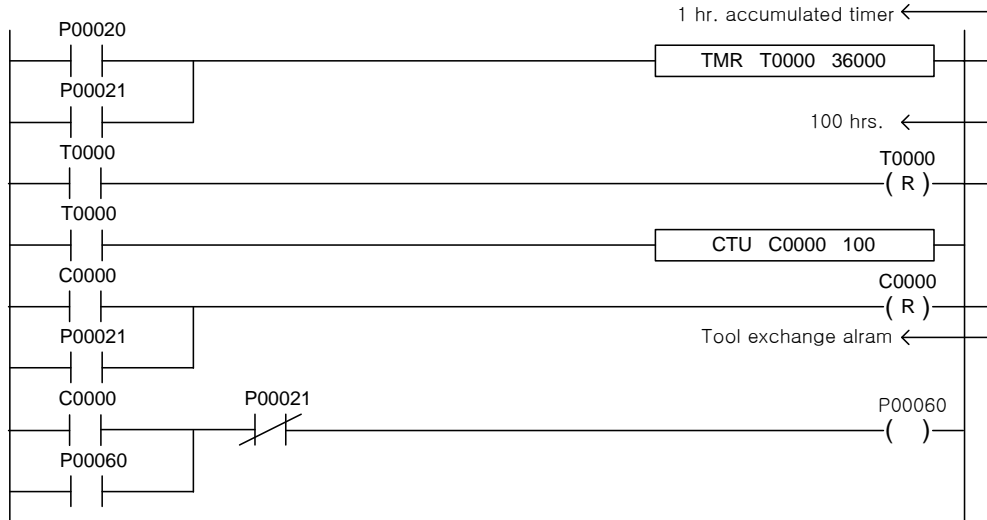 1 hr. accumulated timer
P00020
TMR T0000 36000
P00021
100 hrs.
T0000
T0000
( R )
T0000
CTU C0000 100
C0000
C0000
( R )
P00021
Tool exchange alram
C0000
P00021
P00060
( )
P00060